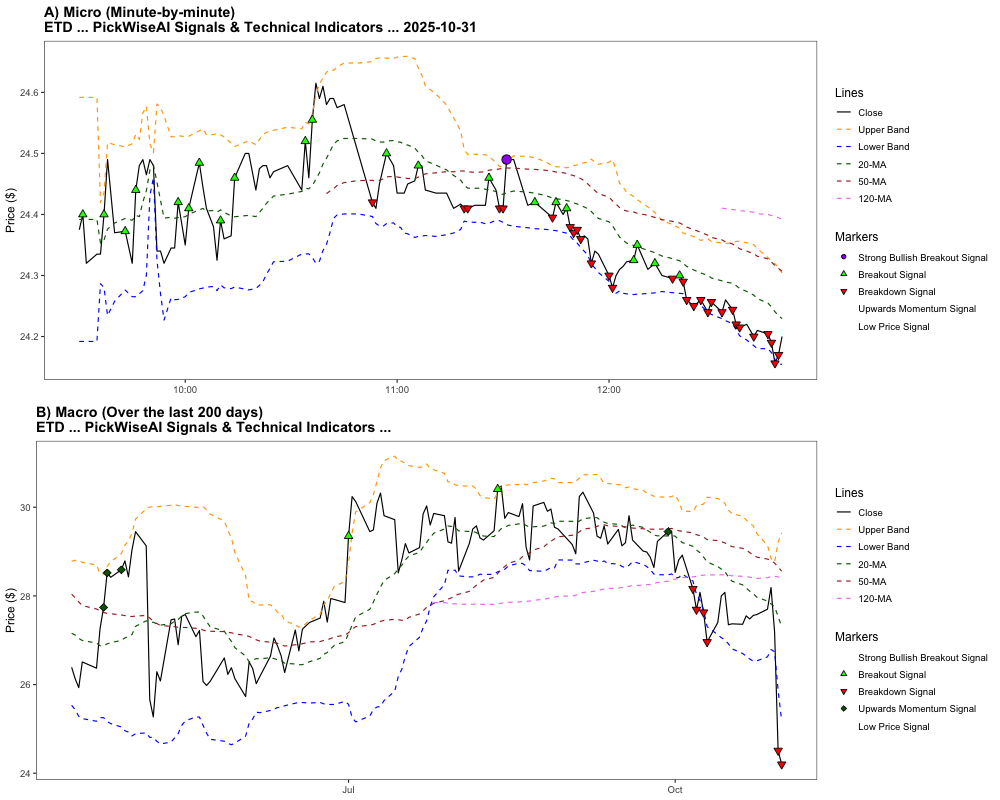 A) Micro (Minute-by-minute)
ETD ... PickWiseAI Signals & Technical Indicators ... 2025-10-31
Price ($)
24.6
24.5
24.4
24.3
24.2
10:00
11:00
12:00
Lines
Close
Upper Band
Lower Band
20-MA
50-MA
120-MA
Markers
Strong Bullish Breakout Signal
Breakout Signal
Breakdown Signal
Upwards Momentum Signal
Low Price Signal
B) Macro (Over the last 200 days)
ETD ... PickWiseAI Signals & Technical Indicators ...
Price ($)
30
28
26
24
Jul
Oct
Lines
Close
Upper Band
Lower Band
20-MA
50-MA
120-MA
Markers
Strong Bullish Breakout Signal
Breakout Signal
Breakdown Signal
Upwards Momentum Signal
Low Price Signal